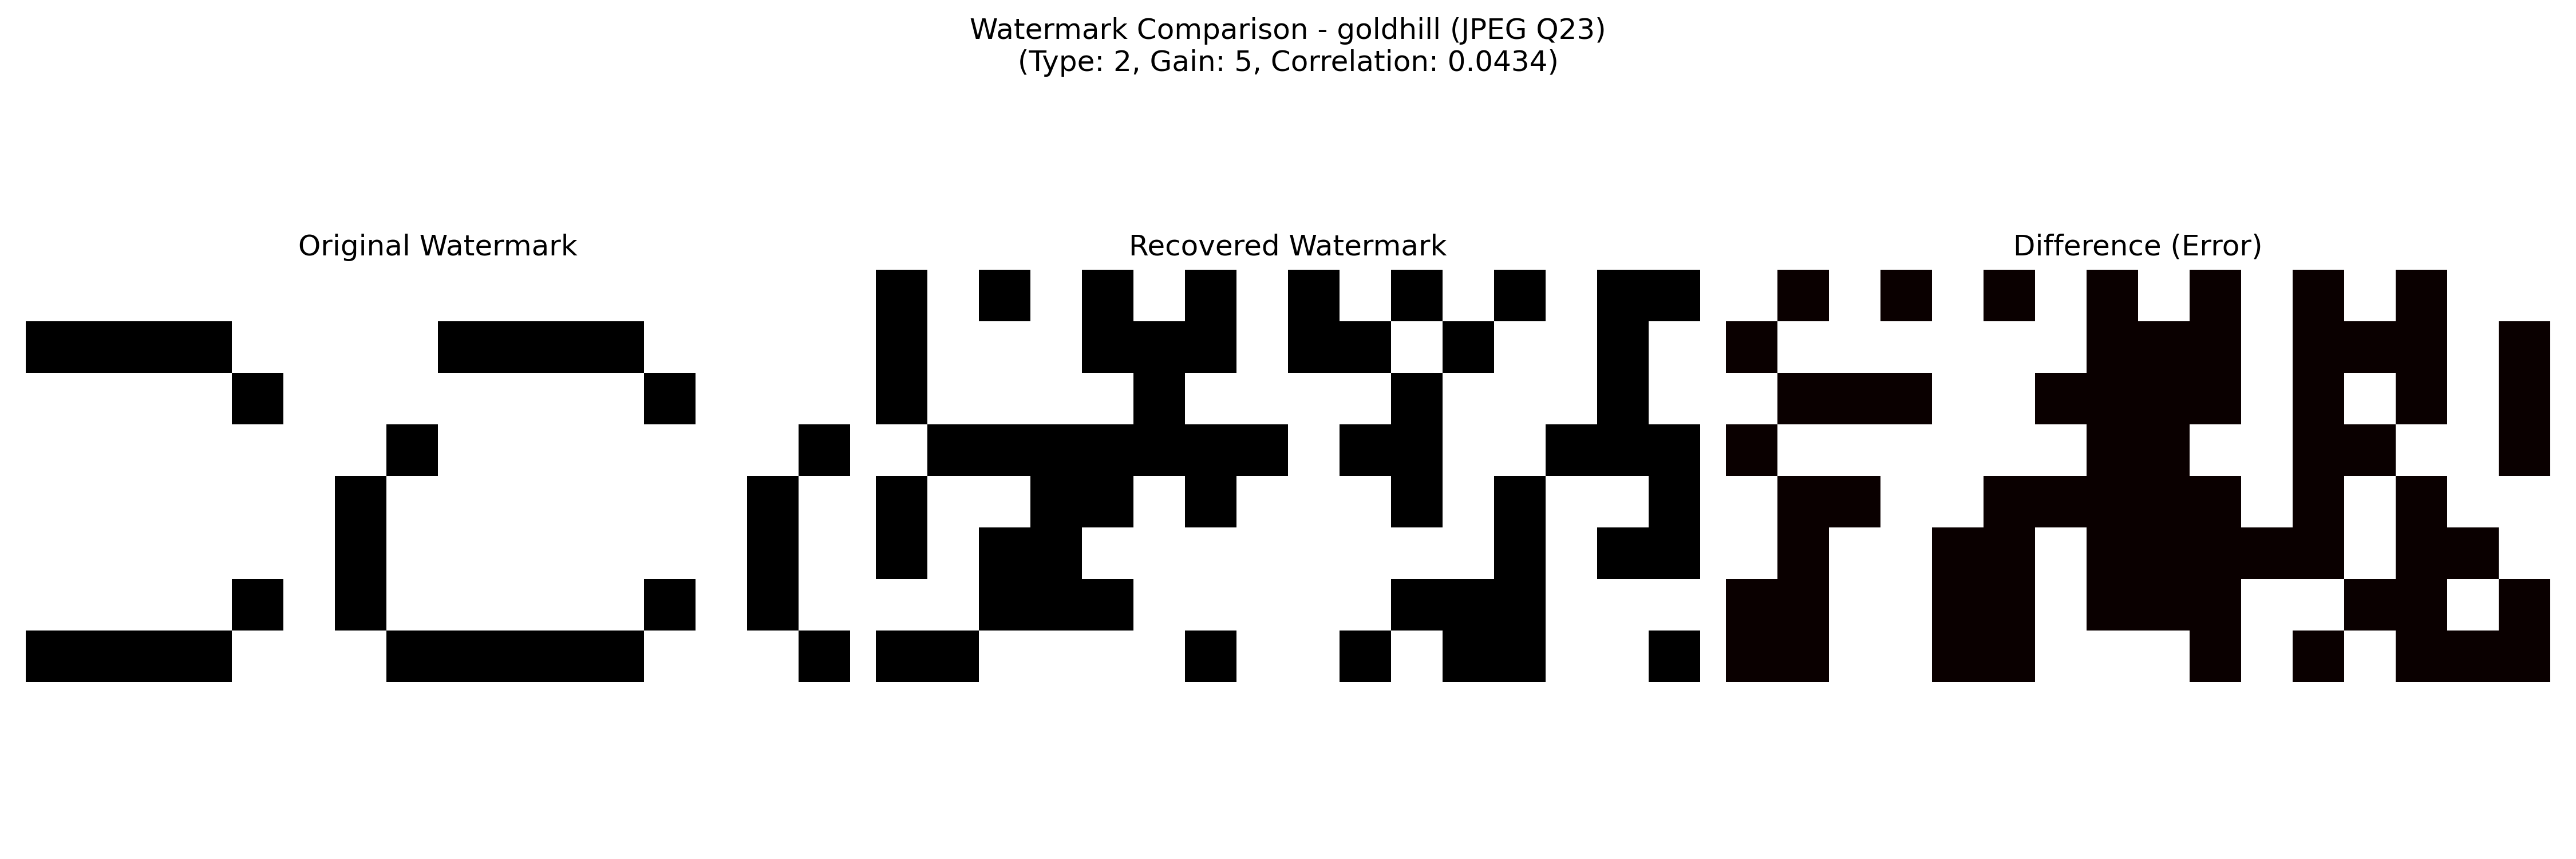 Watermark Comparison - goldhill (JPEG Q23)
(Type: 2, Gain: 5, Correlation: 0.0434)
Original Watermark
Recovered Watermark
Difference (Error)